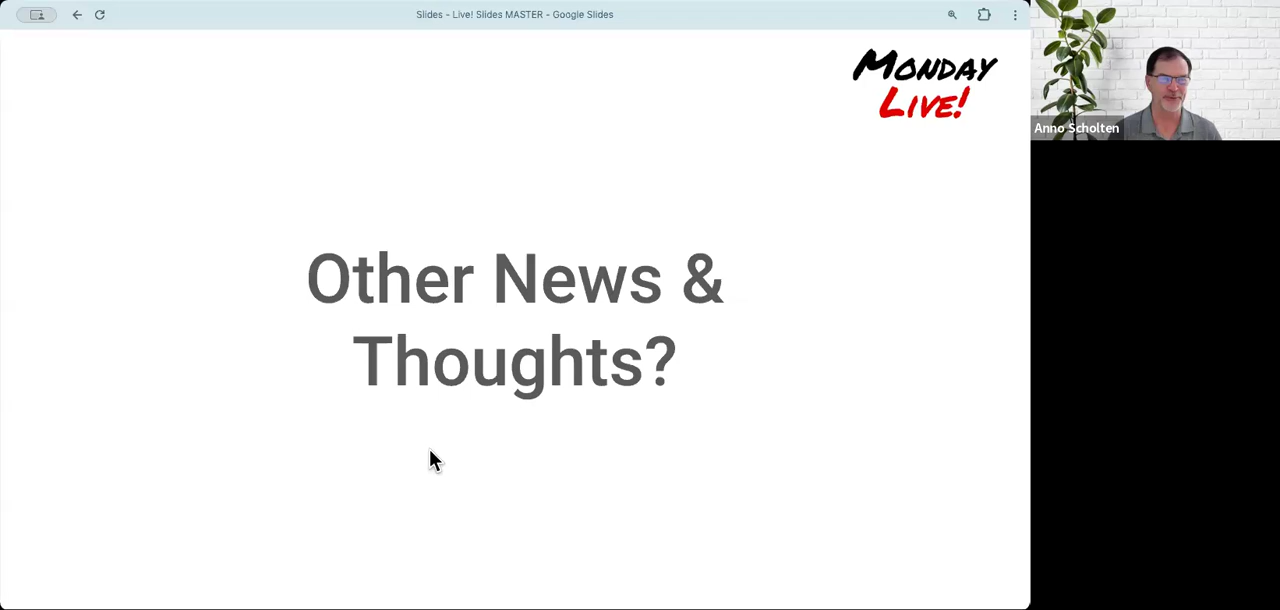 Slides - Live! Slides MASTER - Google Slides
MONDAY
LIVE!
Anno Scholten
Other News &
Thoughts?